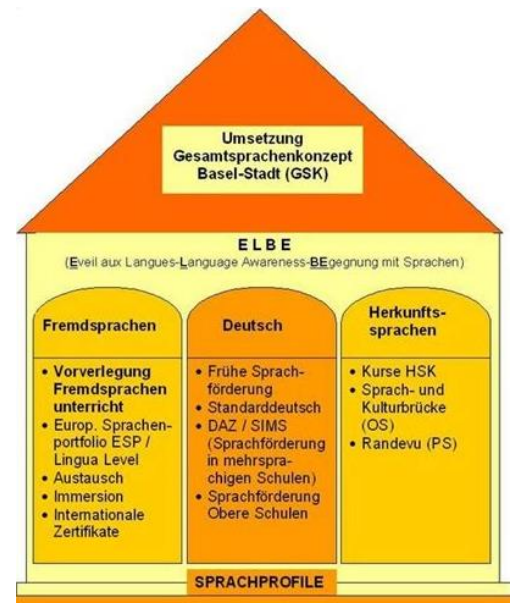 Umsetzung
Gesamtsprachenkonzept
Basel-Stadt (GSK)
E L B E
(Eveil aux Langues-Language Awareness-BEgegnung mit Sprachen)
Fremdsprachen
• Vorverlegung
Fremdsprachen
unterricht
• Europ. Sprachen-
portfolio ESP /
Lingua Level
• Austausch
• Immersion
• Internationale
Zertifikate
Deutsch
• Frühe Sprach-
förderung
• Standarddeutsch
• DAZ / SIMS
(Sprachförderung
in mehrspra-
chigen Schulen)
• Sprachförderung
Obere Schulen
Herkunfts-
sprachen
• Kurse HSK
• Sprach- und
Kulturbrücke
(OS)
• Randevu (PS)
SPRACHPROFILE